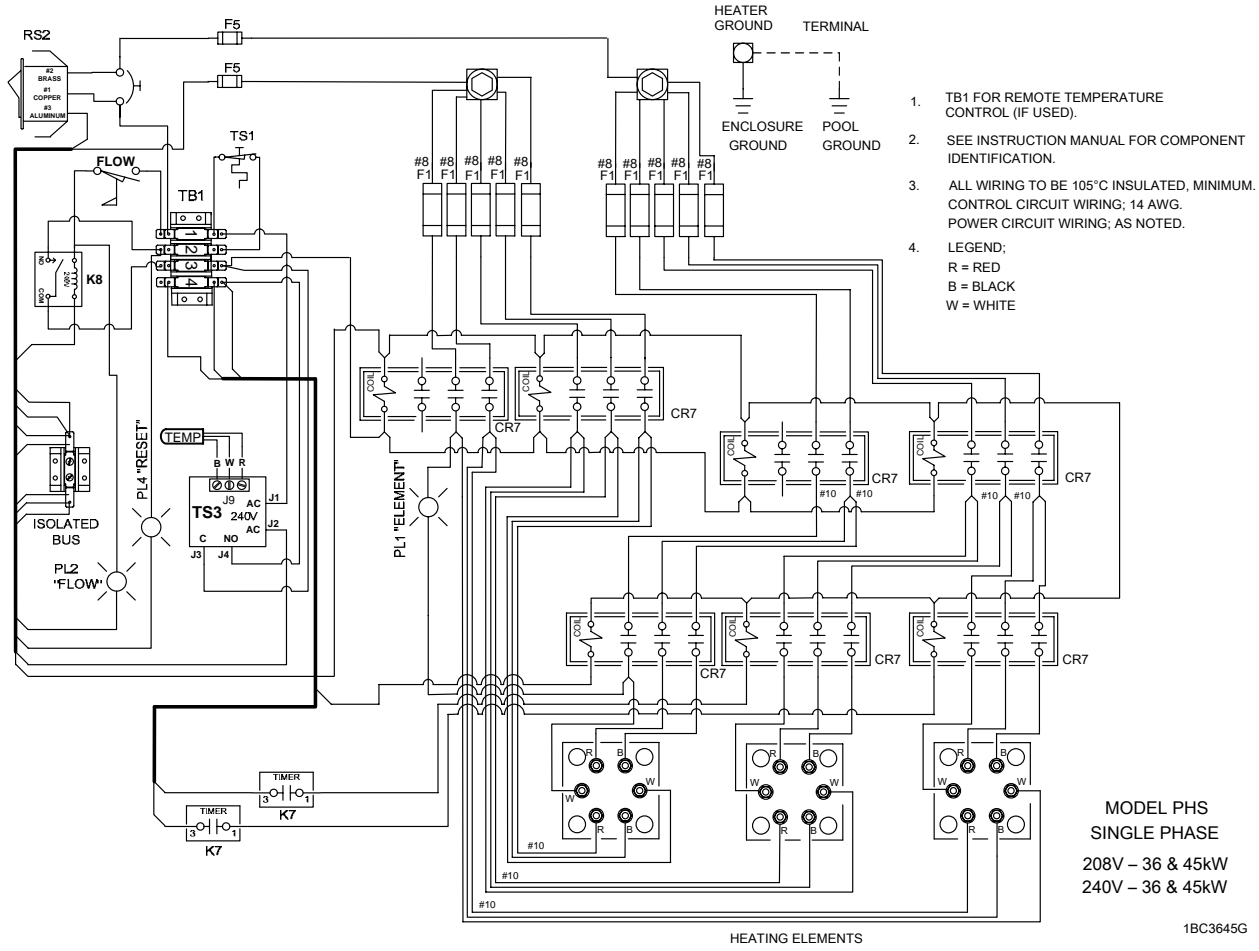 RS2
#2
BRASS
#1
COPPER
#3
ALUMINUM
F5
F5
HEATER
GROUND
TERMINAL
ENCLOSURE
GROUND
POOL
GROUND
1. TB1 FOR REMOTE TEMPERATURE
CONTROL (IF USED).
2. SEE INSTRUCTION MANUAL FOR COMPONENT
IDENTIFICATION.
3. ALL WIRING TO BE 105°C INSULATED, MINIMUM.
CONTROL CIRCUIT WIRING; 14 AWG.
POWER CIRCUIT WIRING; AS NOTED.
4. LEGEND;
R = RED
B = BLACK
W = WHITE
TS1
FLOW
TB1
1
2
3
4
NO
COM
240V
K8
#8 #8 #8 #8 #8
F1 F1 F1 F1 F1
#8 #8 #8 #8 #8
F1 F1 F1 F1 F1
COIL
CR7
COIL
CR7
COIL
CR7
COIL
CR7
#10 #10
#10 #10
TEMP
B W R
J9
TS3
240V
AC
AC
C NO
J1
J2
J3 J4
ISOLATED
BUS
PL4 "RESET"
PL2
"FLOW"
PL1 "ELEMENT"
COIL
CR7
COIL
CR7
COIL
CR7
TIMER
3 1
K7
TIMER
3 1
K7
R B
W W
R B
R B
W W
R B
R B
W W
R B
#10
#10
#10
HEATING ELEMENTS
MODEL PHS
SINGLE PHASE
208V – 36 & 45kW
240V – 36 & 45kW
1BC3645G